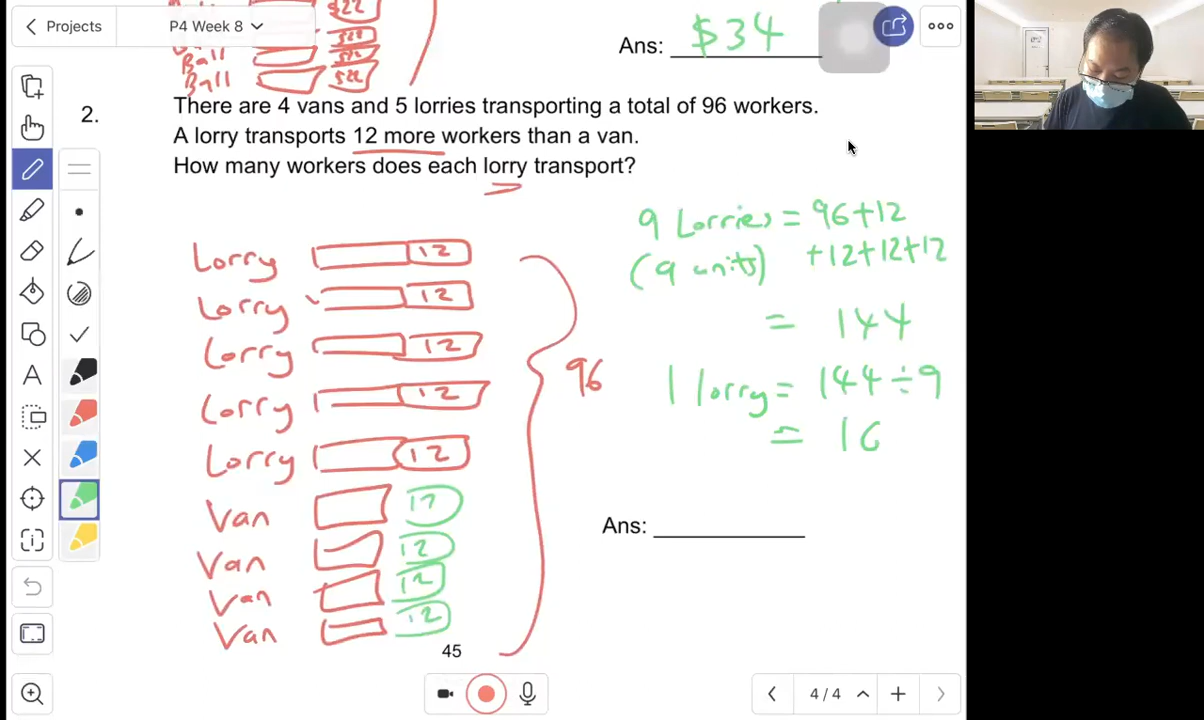 Projects
P4 Week 8
$22
Ball
Ball
Ans: $34
2.
There are 4 vans and 5 lorries transporting a total of 96 workers.
A lorry transports 12 more workers than a van.
How many workers does each lorry transport?
Lorry 12
Lorry 12
Lorry 12
Lorry 12
Lorry 12
Van 12
Van 12
Van 12
Van 12
96
9 Lorries = 96+12
(9 units) +12+12+12
= 144
1 lorry = 144÷9
= 16
Ans:
45
4/4